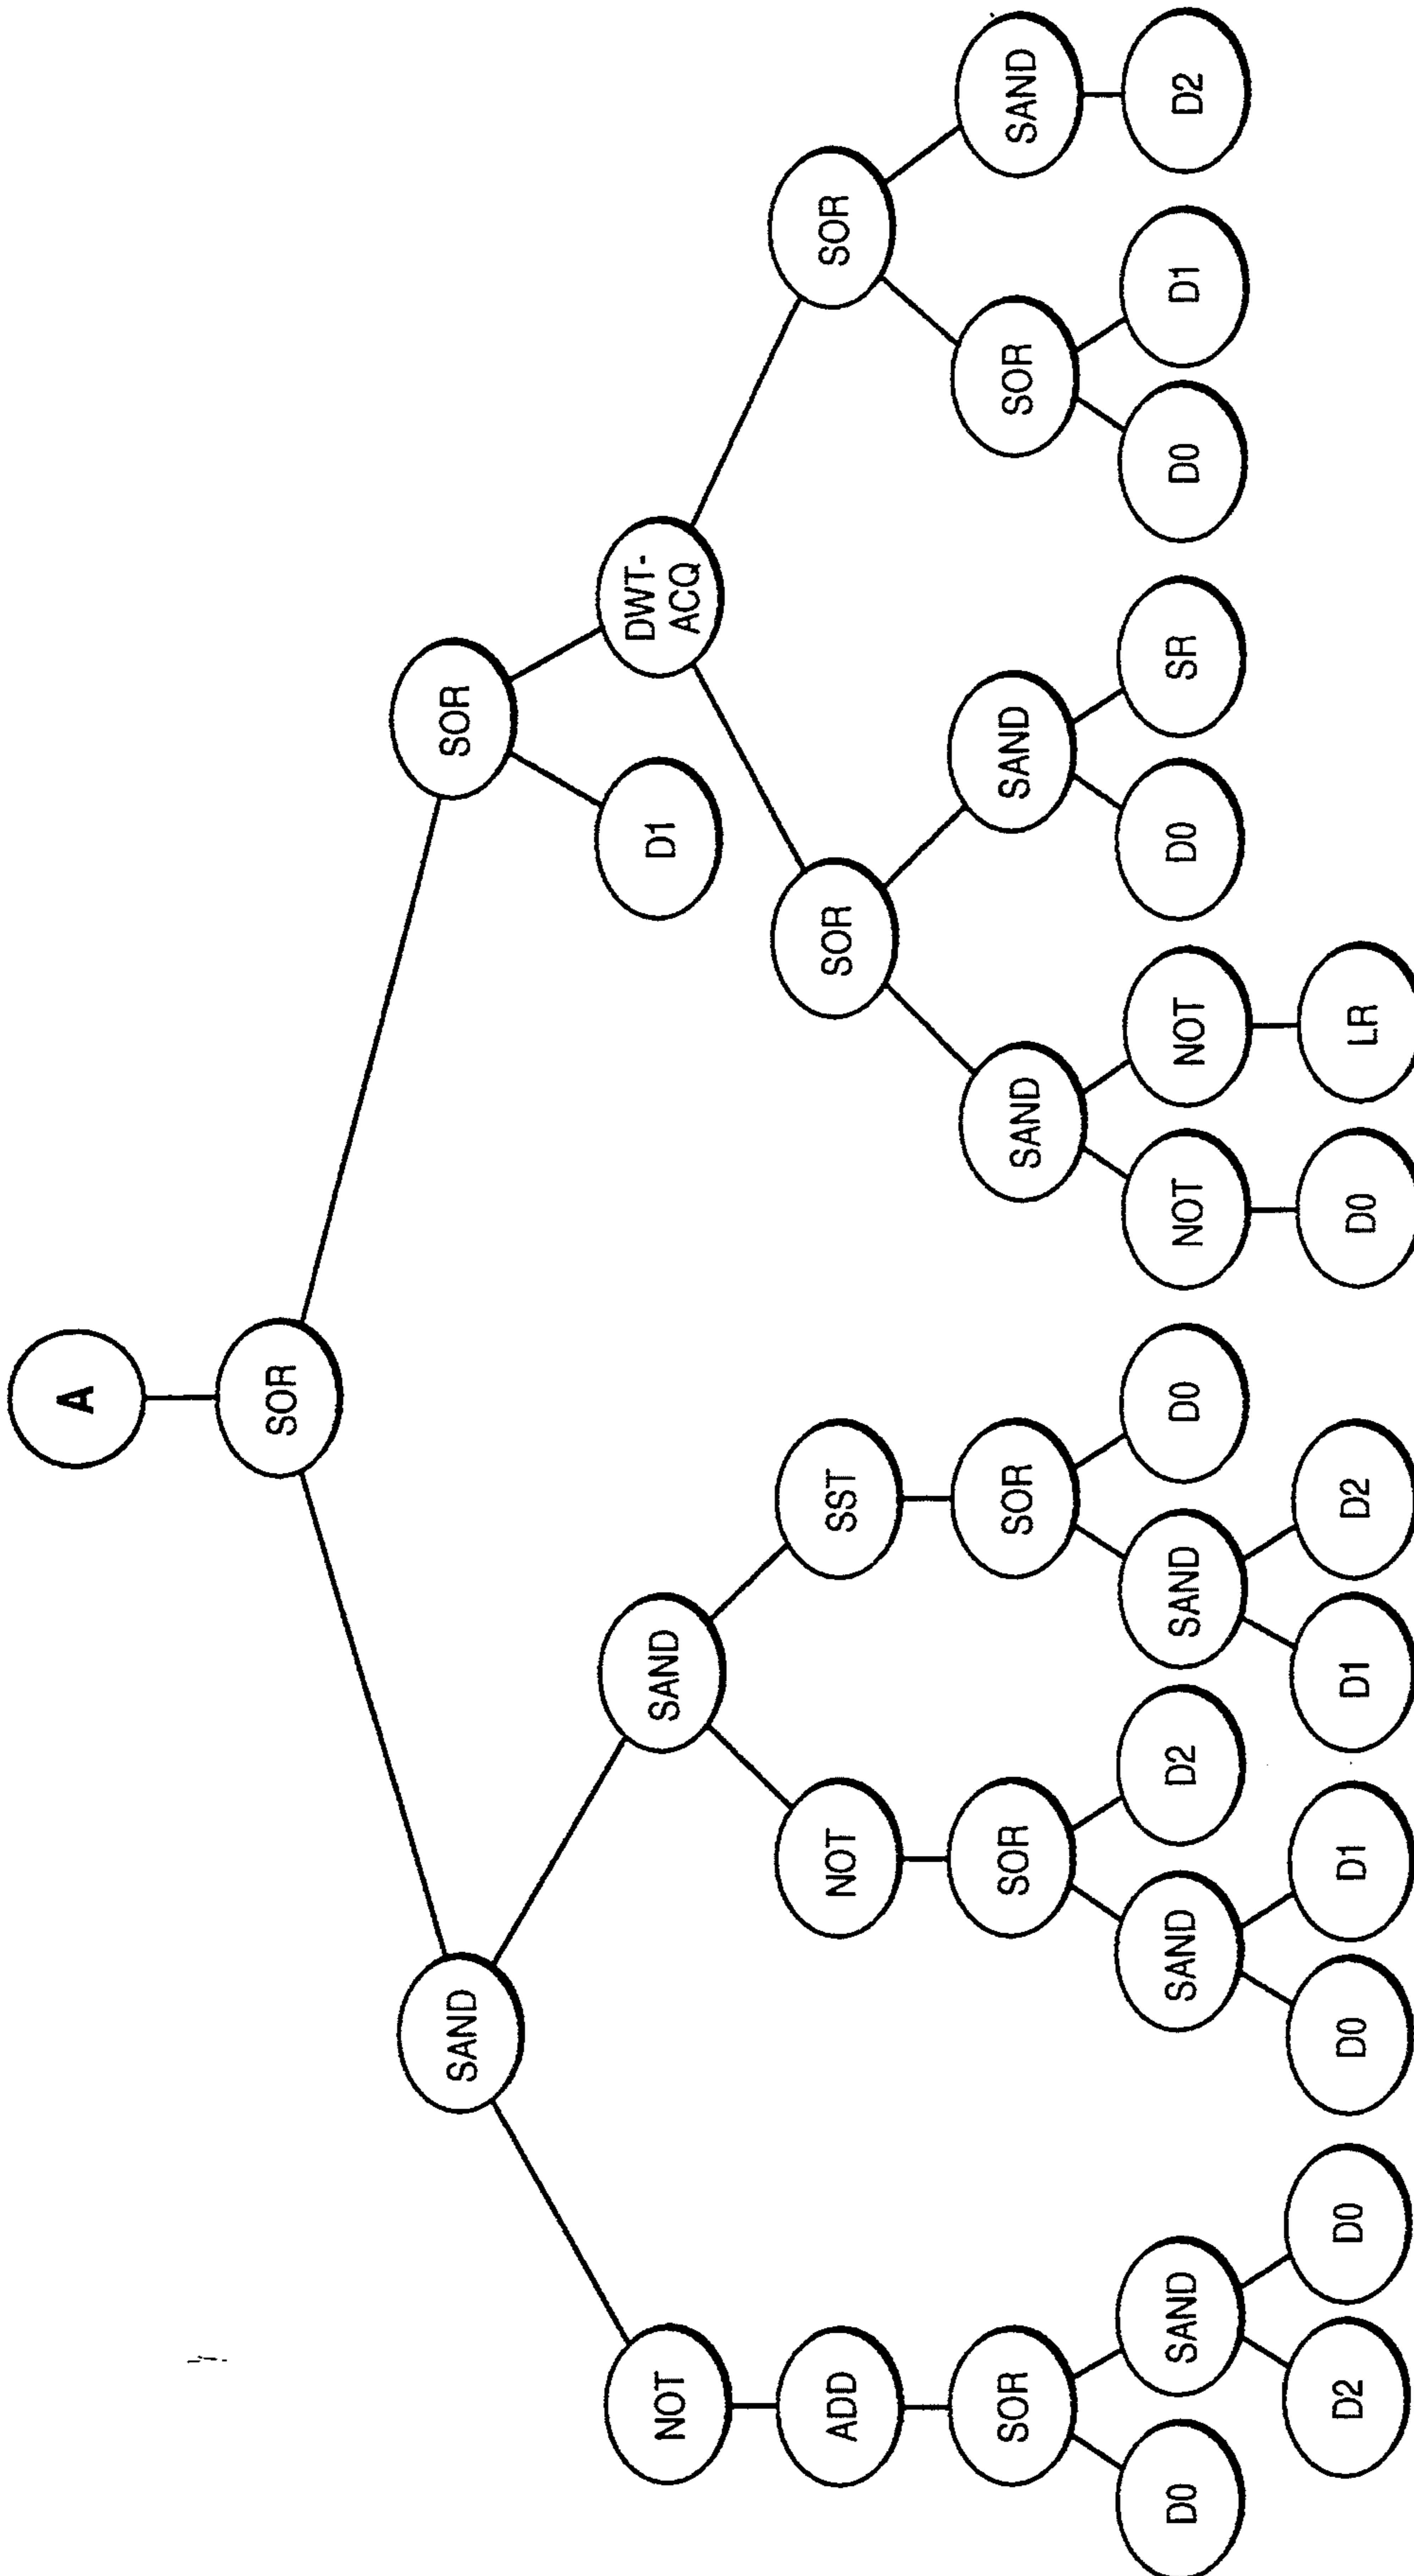 A
SOR
SAND
SOR
NOT
SAND
D1
DWT-
ACQ
ADD
NOT
SST
SOR
SOR
SOR
SOR
SOR
SAND
SAND
SOR
SAND
D0
SAND
SAND
D2
SAND
D0
NOT
NOT
D0
SR
D0
D1
D2
D2
D0
D0
D1
D1
D2
D0
LR